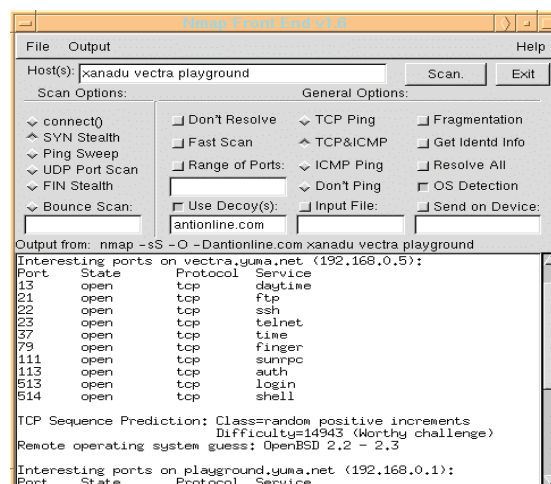 Nmap Front End v1.6
File Output Help
Host(s): xanadu vectra playground Scan. Exit
Scan Options: General Options:
connect() Don't Resolve TCP Ping Fragmentation
SYN Stealth Fast Scan TCP&ICMP Get Identd Info
Ping Sweep Range of Ports: ICMP Ping Resolve All
UDP Port Scan Don't Ping OS Detection
FIN Stealth Use Decoy(s): Input File: Send on Device:
Bounce Scan: antionline.com
Output from: nmap -sS -O -Dantionline.com xanadu vectra playground
Interesting ports on vectra.yuma.net (192.168.0.5):
Port State Protocol Service
13 open tcp daytime
21 open tcp ftp
22 open tcp ssh
23 open tcp telnet
37 open tcp time
79 open tcp finger
111 open tcp sunrpc
113 open tcp auth
513 open tcp login
514 open tcp shell
TCP Sequence Prediction: Class=random positive increments
Difficulty=14943 (Worthy challenge)
Remote operating system guess: OpenBSD 2.2 - 2.3
Interesting ports on playground.yuma.net (192.168.0.1):
Port State Protocol Service